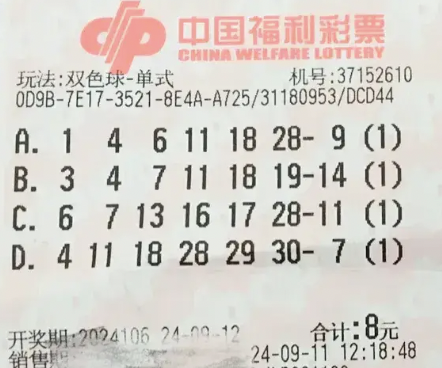 中国福利彩票
CHINA WELFARE LOTTERY
玩法:双色球-单式 机号:37152610
0D9B-7E17-3521-8E4A-A725/31180953/DCD44
A. 1 4 6 11 18 28- 9 (1)
B. 3 4 7 11 18 19-14 (1)
C. 6 7 13 16 17 28-11 (1)
D. 4 11 18 28 29 30- 7 (1)
开奖期:2024106 24-09-12 合计:8元
销售期 24-09-11 12:18:48